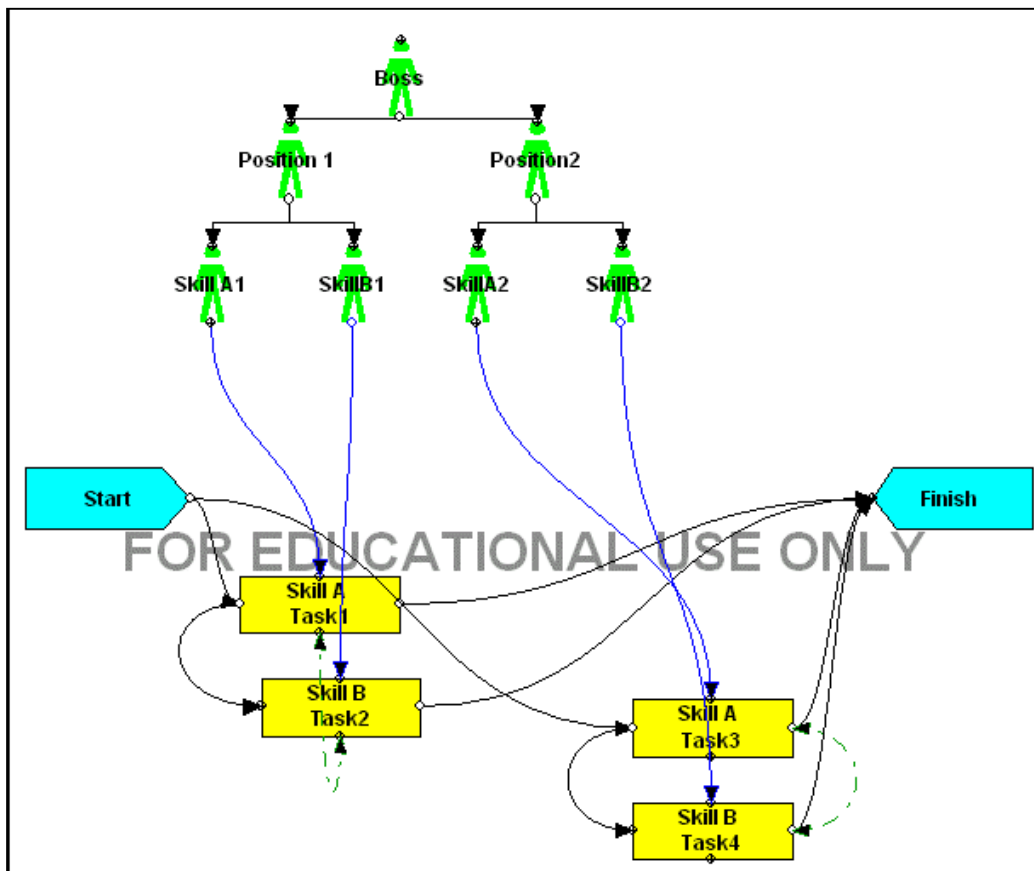 Boss
Position 1
Position2
Skill A1
SkillB1
SkillA2
SkillB2
Start
Finish
FOR EDUCATIONAL USE ONLY
Skill A
Task1
Skill B
Task2
Skill A
Task3
Skill B
Task4